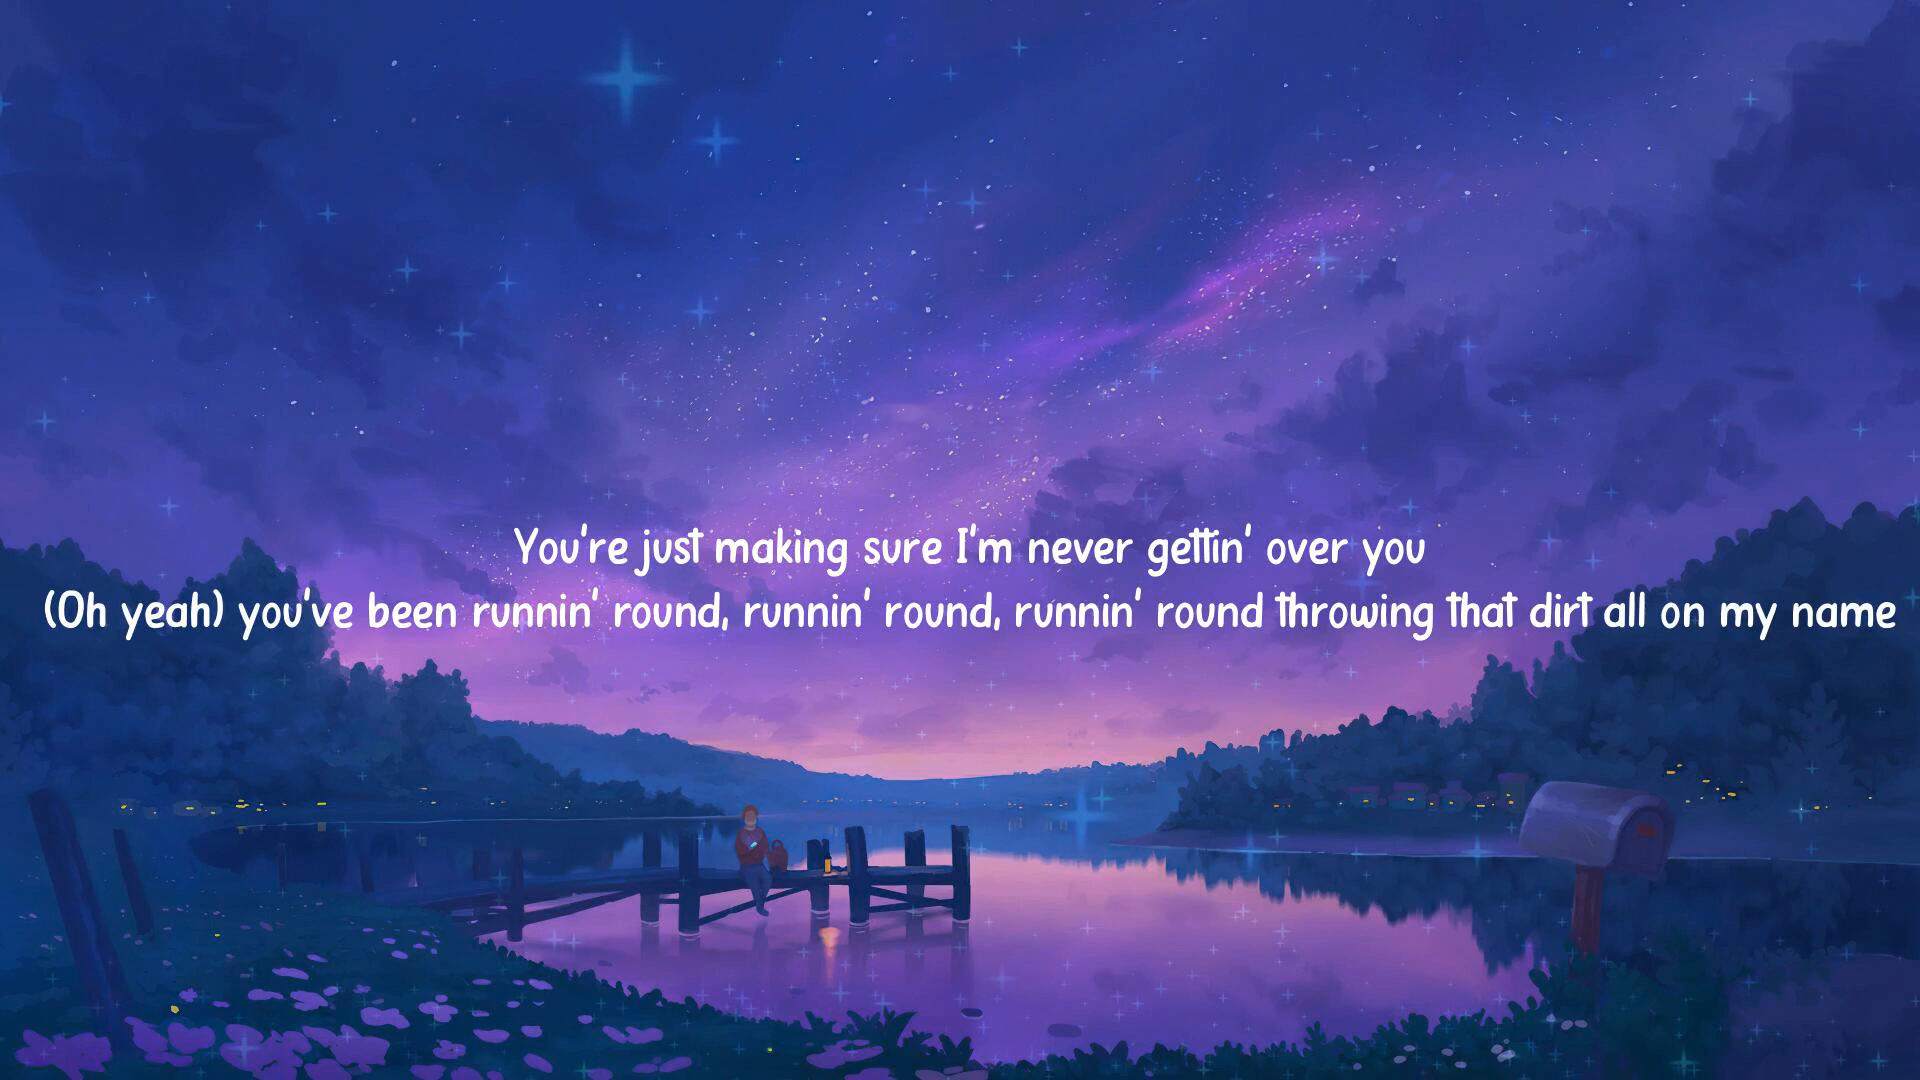 You're just making sure I'm never gettin' over you
(Oh yeah) you've been runnin' round, runnin' round, runnin' round throwing that dirt all on my name